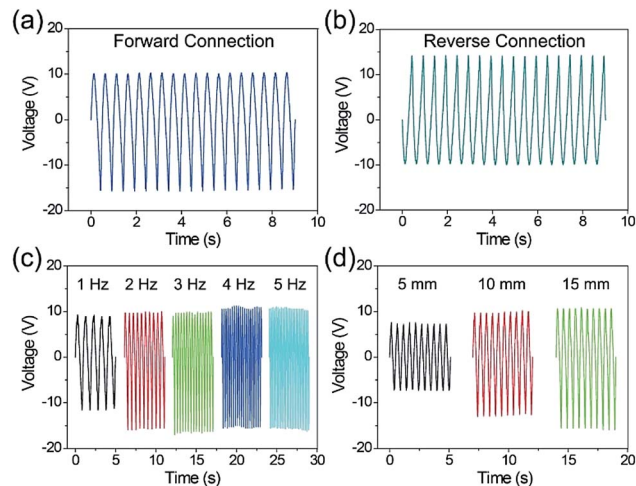 (a)
Forward Connection
Voltage (V)
20
10
0
-10
-20
0 2 4 6 8 10
Time (s)
(b)
Reverse Connection
Voltage (V)
20
10
0
-10
-20
0 2 4 6 8 10
Time (s)
(c)
1 Hz 2 Hz 3 Hz 4 Hz 5 Hz
Voltage (V)
20
10
0
-10
-20
0 5 10 15 20 25 30
Time (s)
(d)
5 mm 10 mm 15 mm
Voltage (V)
20
10
0
-10
-20
0 5 10 15 20
Time (s)